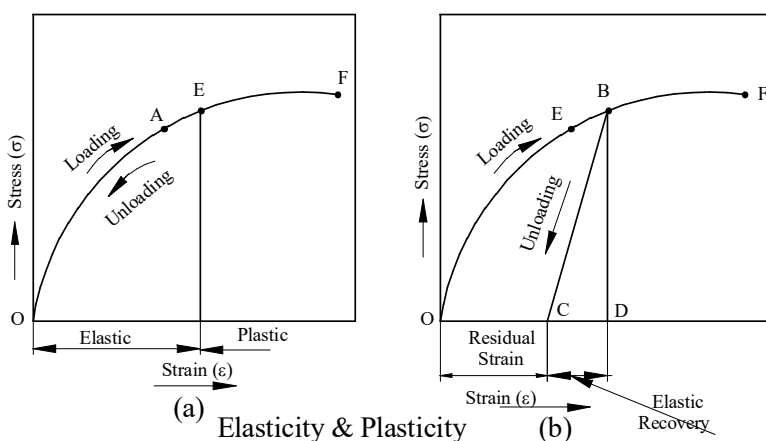 Stress (σ)
Loading
Unloading
A
E
F
O
Elastic
Plastic
Strain (ε)
(a)
Stress (σ)
Loading
Unloading
E
B
F
O
C
D
Residual
Strain
Strain (ε)
Elastic
Recovery
(b)
Elasticity & Plasticity